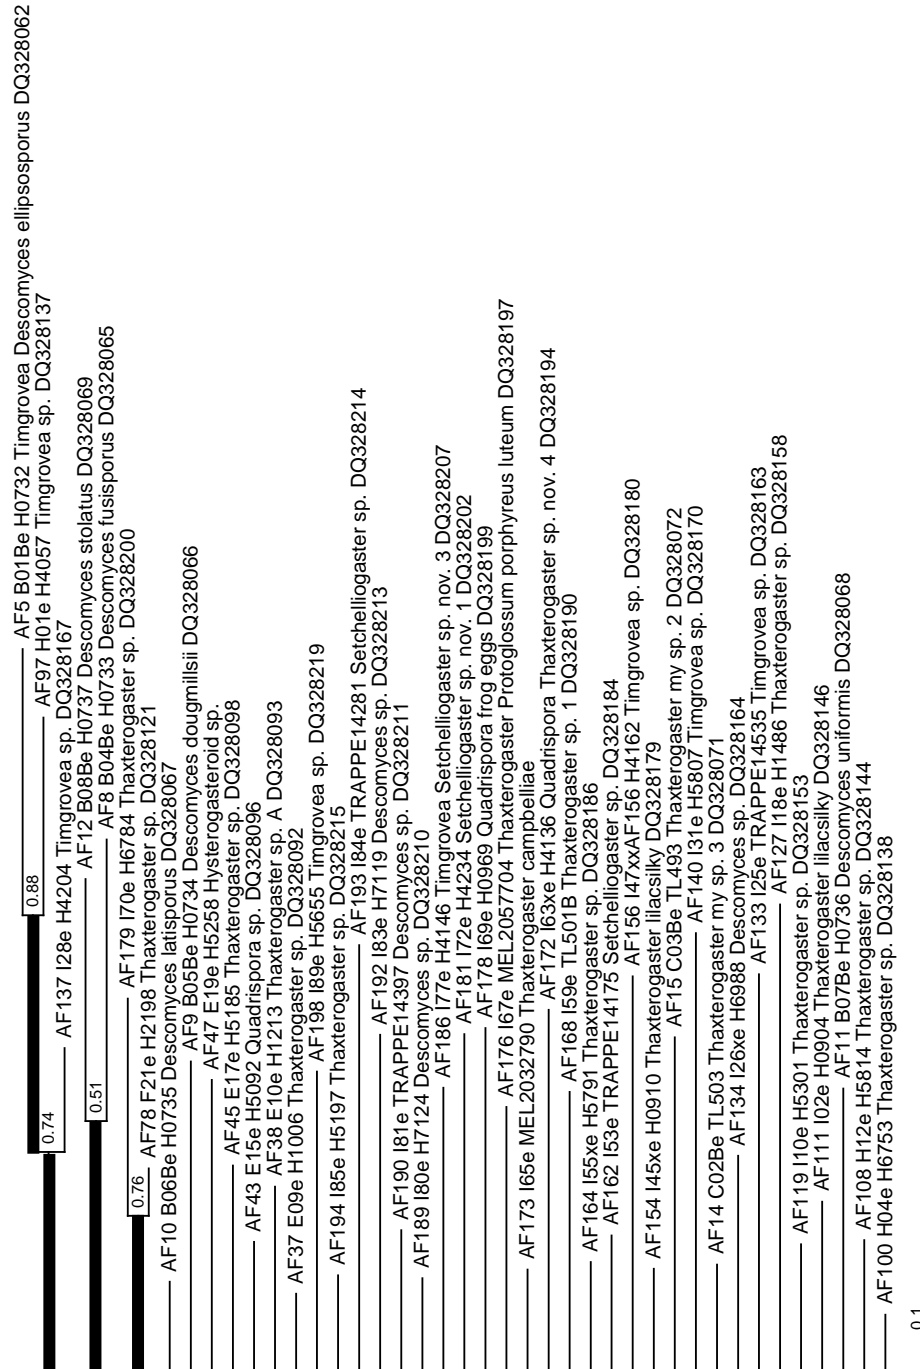 AF5 B01Be H0732 Timgrovea Descomyces ellipsosporus DQ328062
0.88
AF97 H01e H4057 Timgrovea sp. DQ328137
0.74
AF137 I28e H4204 Timgrovea sp. DQ328167
AF12 B08Be H0737 Descomyces stolatus DQ328069
0.51
AF8 B04Be H0733 Descomyces fusisporus DQ328065
AF179 I70e H6784 Thaxterogaster sp. DQ328200
0.76
AF78 F21e H2198 Thaxterogaster sp. DQ328121
AF10 B06Be H0735 Descomyces latisporus DQ328067
AF9 B05Be H0734 Descomyces dougmillsii DQ328066
AF47 E19e H5258 Hysterogasteroid sp.
AF45 E17e H5185 Thaxterogaster sp. DQ328098
AF43 E15e H5092 Quadrispora sp. DQ328096
AF38 E10e H1213 Thaxterogaster sp. A DQ328093
AF37 E09e H1006 Thaxterogaster sp. DQ328092
AF198 I89e H5655 Timgrovea sp. DQ328219
AF194 I85e H5197 Thaxterogaster sp. DQ328215
AF193 I84e TRAPPE14281 Setchelliogaster sp. DQ328214
AF192 I83e H7119 Descomyces sp. DQ328213
AF190 I81e TRAPPE14397 Descomyces sp. DQ328211
AF189 I80e H7124 Descomyces sp. DQ328210
AF186 I77e H4146 Timgrovea Setchelliogaster sp. nov. 3 DQ328207
AF181 I72e H4234 Setchelliogaster sp. nov. 1 DQ328202
AF178 I69e H0969 Quadrispora frog eggs DQ328199
AF176 I67e MEL2057704 Thaxterogaster Protoglossum porphyreus luteum DQ328197
AF173 I65e MEL2032790 Thaxterogaster campbelliae
AF172 I63xe H4136 Quadrispora Thaxterogaster sp. nov. 4 DQ328194
AF168 I59e TL501B Thaxterogaster sp. 1 DQ328190
AF164 I55xe H5791 Thaxterogaster sp. DQ328186
AF162 I53e TRAPPE14175 Setchelliogaster sp. DQ328184
AF156 I47xxAF156 H4162 Timgrovea sp. DQ328180
AF154 I45xe H0910 Thaxterogaster lilacsilky DQ328179
AF15 C03Be TL493 Thaxterogaster my sp. 2 DQ328072
AF140 I31e H5807 Timgrovea sp. DQ328170
AF14 C02Be TL503 Thaxterogaster my sp. 3 DQ328071
AF134 I26xe H6988 Descomyces sp. DQ328164
AF133 I25e TRAPPE14535 Timgrovea sp. DQ328163
AF127 I18e H1486 Thaxterogaster sp. DQ328158
AF119 I10e H5301 Thaxterogaster sp. DQ328153
AF111 I02e H0904 Thaxterogaster lilacsilky DQ328146
AF11 B07Be H0736 Descomyces uniformis DQ328068
AF108 H12e H5814 Thaxterogaster sp. DQ328144
AF100 H04e H6753 Thaxterogaster sp. DQ328138
0.1